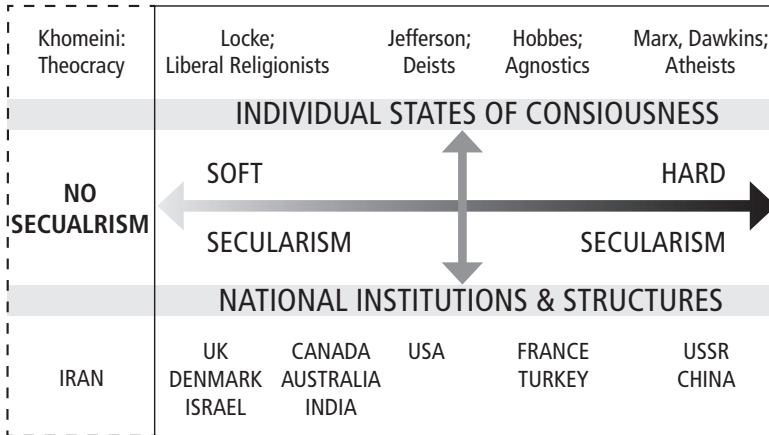 Khomeini:
Theocracy
Locke;
Liberal Religionists
Jefferson;
Deists
Hobbes;
Agnostics
Marx, Dawkins;
Atheists
INDIVIDUAL STATES OF CONSIOUSNESS
NO
SECUALRISM
SOFT
SECULARISM
HARD
SECULARISM
NATIONAL INSTITUTIONS & STRUCTURES
IRAN
UK
DENMARK
ISRAEL
CANADA
AUSTRALIA
INDIA
USA
FRANCE
TURKEY
USSR
CHINA